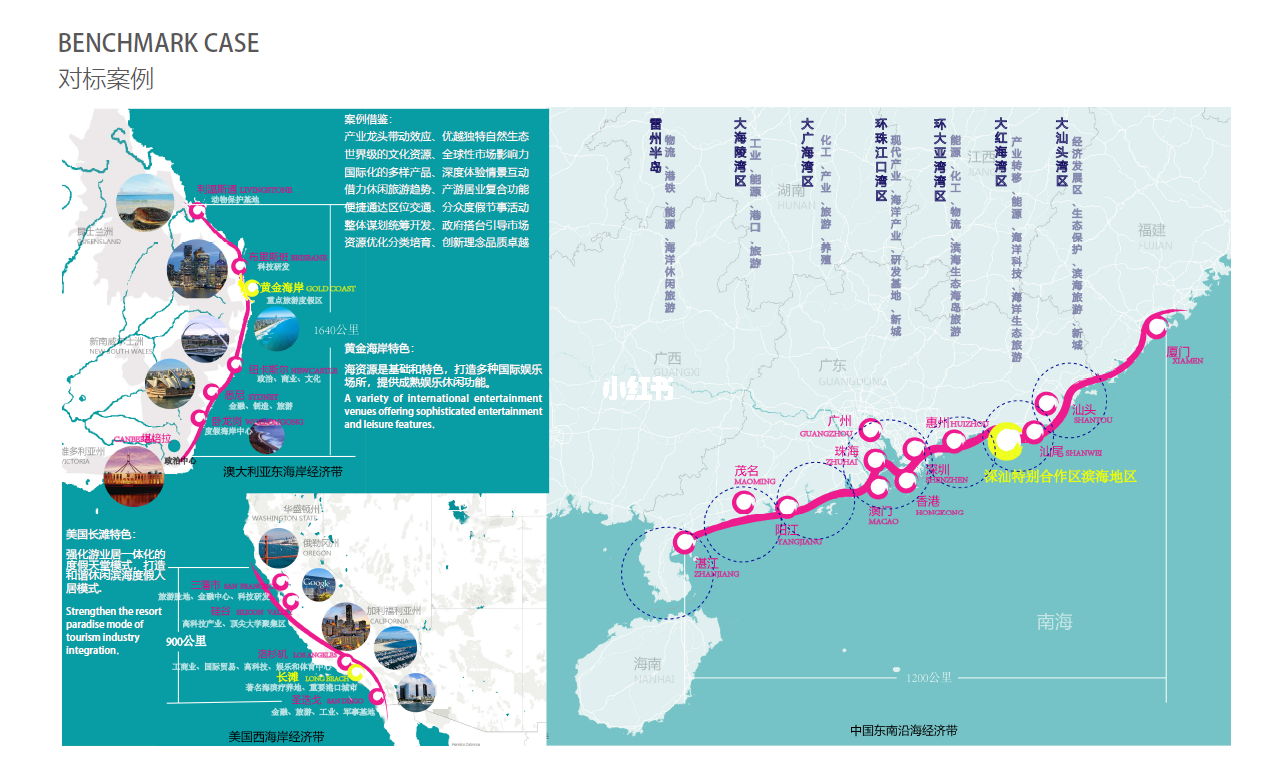 BENCHMARK CASE
对标案例
案例借鉴:
产业龙头带动效应、优越独特自然生态
世界级的文化资源、全球性市场影响力
国际化的多样产品、深度体验情景互动
借力休闲旅游趋势、产游居业复合功能
便捷通达区位交通、分众度假节事活动
整体谋划统筹开发、政府搭台引导市场
资源优化分类培育、创新理念品质卓越
LIVINGSTONE
动物保护基地
昆士兰洲
QUEENSLAND
布里斯班 BRISBANE
科技研发
黄金海岸 GOLD COAST
重点旅游度假区
1640公里
新南威尔士洲
NEW SOUTH WALES
黄金海岸特色:
海资源是基础和特色，打造多种国际娱乐
场所，提供成熟娱乐休闲功能。
A variety of international entertainment
venues offering sophisticated entertainment
and leisure features.
纽卡斯尔 NEWCASTLE
政治、商业、文化
悉尼 SYDNEY
金融、制造、旅游
卧龙岗 WOLLONGONG
度假海岸中心
堪培拉
政治中心
维多利亚州
VICTORIA
澳大利亚东海岸经济带
美国长滩特色:
强化游业居一体化的
度假天堂模式，打造
和谐休闲滨海度假人
居模式。
Strengthen the resort
paradise mode of
tourism industry
integration.
900公里
华盛顿州
WASHINGTON STATE
俄勒冈州
OREGON
三藩市 SAN
旅游胜地、金融中心、科技研发
Google
硅谷 SILICON VALLEY
高科技产业、顶尖大学聚集区
加利福利亚州
CALIFORNIA
洛杉矶 LOS ANGELES
工商业、国际贸易、高科技、娱乐和体育中心
长滩 LONG BEACH
著名海滨疗养地、重要港口城市
圣迭戈 SAN DIEGO
金融、旅游、工业、军事基地
美国西海岸经济带
雷州半岛
物流、港铁、能源、海洋休闲旅游
大海陵湾区
工业、能源、港口、旅游
大广海湾区
化工、产业、旅游、养殖
环珠江口湾区
现代产业、海洋产业、研发基地、新城
环大亚湾湾区
能源、化工、物流、滨海生态海岛旅游
大红海湾区
产业转移、能源、海洋科技、海洋生态旅游
大汕头湾区
经济发展区、生态保护、滨海旅游、新城
湖南
HUNAN
江西
福建
FUJIAN
广西
GUANGXI
广东
GUANGDONG
小红书
厦门
XIAMEN
汕头
SHANTOU
汕尾 SHANWEI
深汕特别合作区滨海地区
惠州 HUIZHOU
广州
GUANGZHOU
珠海
ZHUHAI
深圳
SHENZHEN
香港
HONGKONG
澳门
MACAO
茂名
MAOMING
阳江
YANGJIANG
湛江
ZHANJIANG
南海
海南
NANHAI
1200公里
中国东南沿海经济带